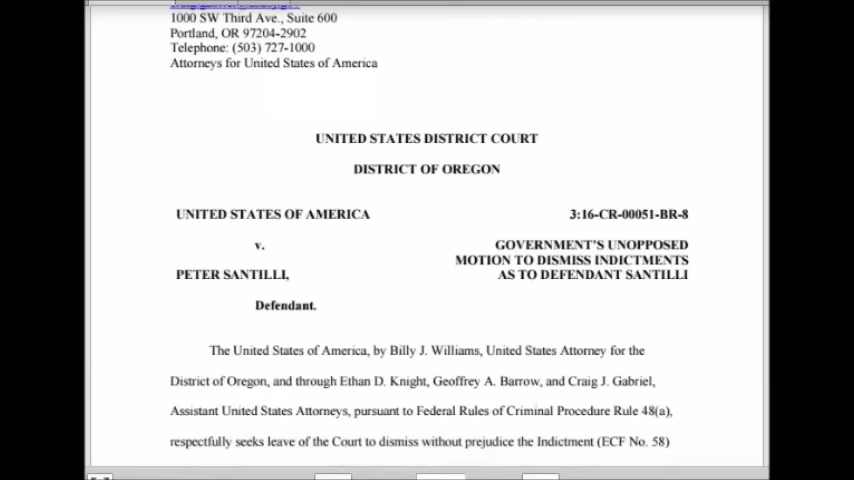 1000 SW Third Ave., Suite 600
Portland, OR 97204-2902
Telephone: (503) 727-1000
Attorneys for United States of America
UNITED STATES DISTRICT COURT
DISTRICT OF OREGON
UNITED STATES OF AMERICA
3:16-CR-00051-BR-8
v.
GOVERNMENT'S UNOPPOSED
MOTION TO DISMISS INDICTMENTS
PETER SANTILLI,
AS TO DEFENDANT SANTILLI
Defendant.
The United States of America, by Billy J. Williams, United States Attorney for the
District of Oregon, and through Ethan D. Knight, Geoffrey A. Barrow, and Craig J. Gabriel,
Assistant United States Attorneys, pursuant to Federal Rules of Criminal Procedure Rule 48(a),
respectfully seeks leave of the Court to dismiss without prejudice the Indictment (ECF No. 58)